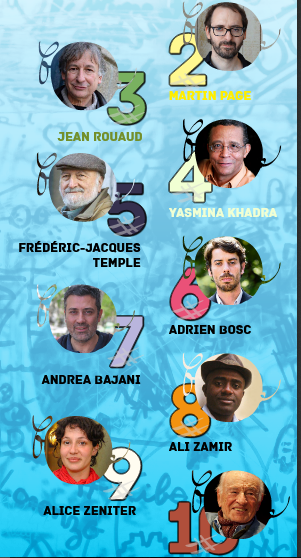 2
MARTIN PAGE
3
JEAN ROUAUD
4
YASMINA KHADRA
5
FRÉDÉRIC-JACQUES
TEMPLE
6
ADRIEN BOSC
7
ANDREA BAJANI
8
ALI ZAMIR
9
ALICE ZENITER
10